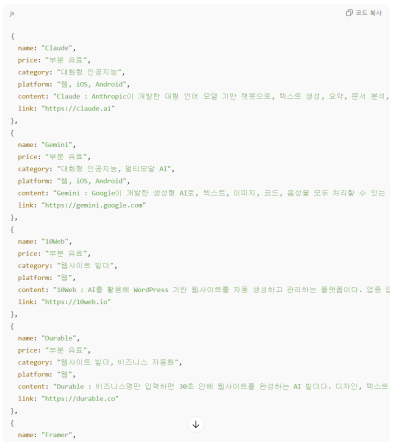 js
코드 복사
{
name: "Claude",
price: "부분 유료",
category: "대화형 인공지능",
platform: "웹, iOS, Android",
content: "Claude : Anthropic이 개발한 대형 언어 모델 기반 챗봇으로, 텍스트 생성, 요약, 문서 분석,
link: "https://claude.ai"
},
{
name: "Gemini",
price: "부분 유료",
category: "대화형 인공지능, 멀티모달 AI",
platform: "웹, iOS, Android",
content: "Gemini : Google이 개발한 생성형 AI로, 텍스트, 이미지, 코드, 음성을 모두 처리할 수 있는
link: "https://gemini.google.com"
},
{
name: "10Web",
price: "부분 유료",
category: "웹사이트 빌더",
platform: "웹",
content: "10Web : AI를 활용해 WordPress 기반 웹사이트를 자동 생성하고 관리하는 플랫폼이다. 업종
link: "https://10web.io"
},
{
name: "Durable",
price: "부분 유료",
category: "웹사이트 빌더, 비즈니스 자동화",
platform: "웹",
content: "Durable : 비즈니스명만 입력하면 30초 안에 웹사이트를 완성하는 AI 빌더다. 디자인, 텍스트
link: "https://durable.co"
},
{
name: "Framer",